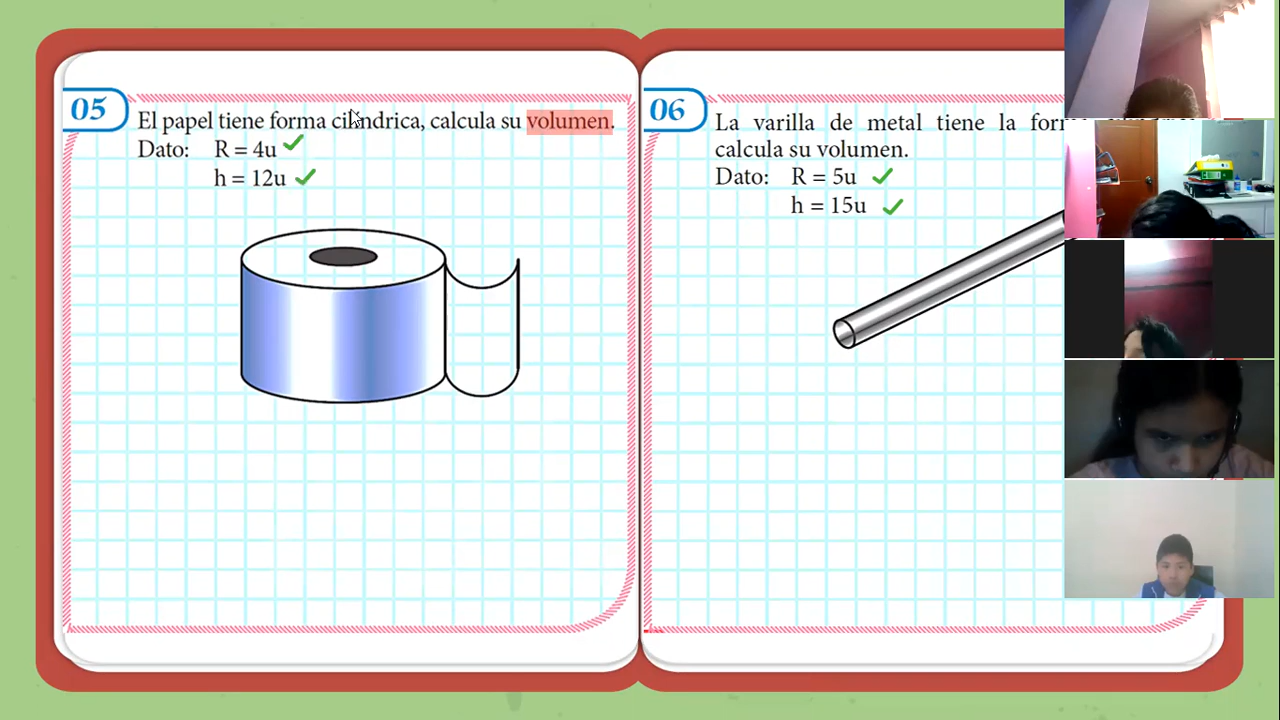 05
El papel tiene forma cilíndrica, calcula su volumen.
Dato: R = 4u
h = 12u
06
La varilla de metal tiene la
calcula su volumen.
Dato: R = 5u
h = 15u